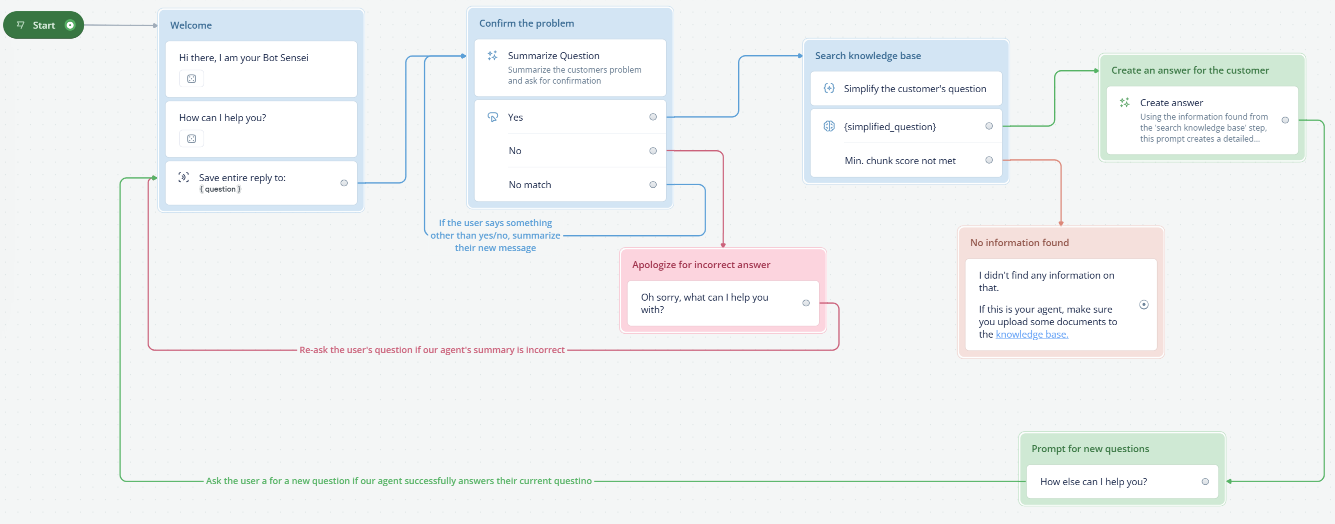 Start
Welcome
Hi there, I am your Bot Sensei
How can I help you?
Save entire reply to:
{question}
Confirm the problem
Summarize Question
Summarize the customers problem
and ask for confirmation
Yes
No
No match
If the user says something
other than yes/no, summarize
their new message
Search knowledge base
Simplify the customer's question
{simplified_question}
Min. chunk score not met
Create an answer for the customer
Create answer
Using the information found from
the 'search knowledge base' step,
this prompt creates a detailed...
Apologize for incorrect answer
Oh sorry, what can I help you
with?
No information found
I didn't find any information on
that.
If this is your agent, make sure
you upload some documents to
the knowledge base.
Re-ask the user's question if our agent's summary is incorrect
Prompt for new questions
How else can I help you?
Ask the user a for a new question if our agent successfully answers their current questino